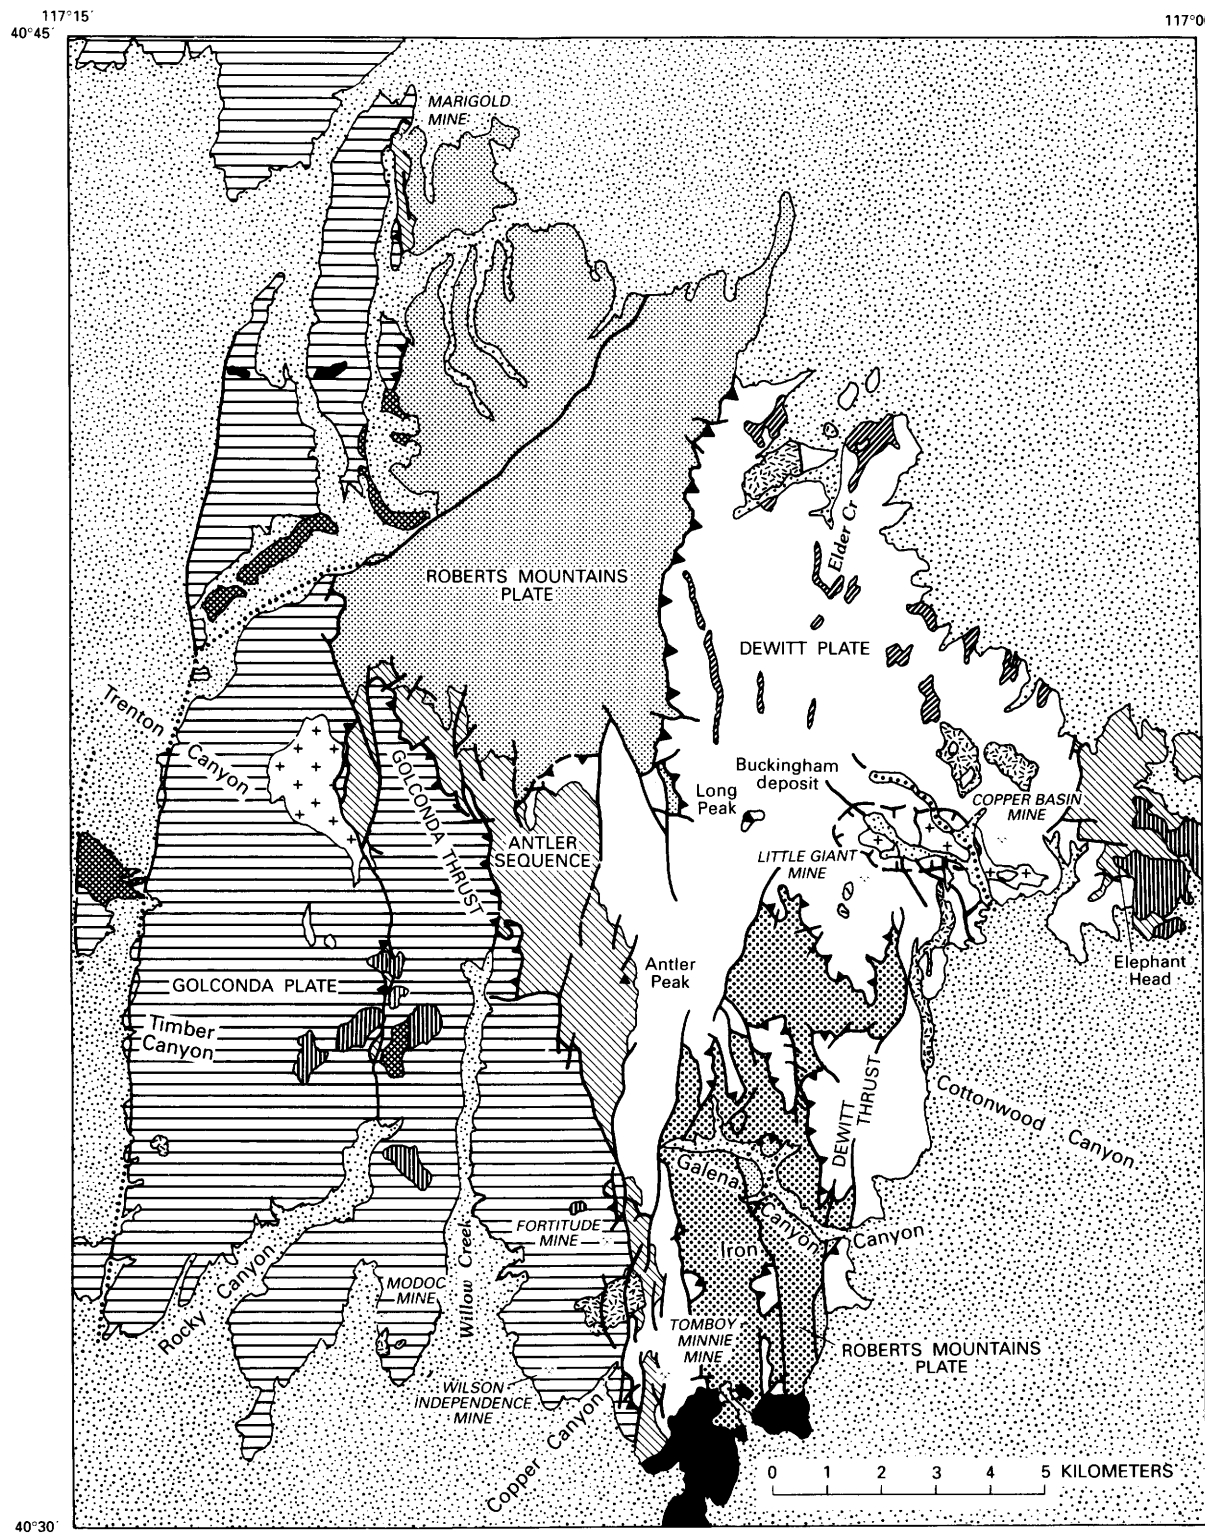 117°15'
117°0
40°45'
MARIGOLD
MINE
ROBERTS MOUNTAINS
PLATE
Elder Cr
DEWITT PLATE
Trenton Canyon
GOLCONDA THRUST
Buckingham
deposit
Long
Peak
COPPER BASIN
MINE
ANTLER
SEQUENCE
LITTLE GIANT
MINE
Antler
Peak
Elephant
Head
GOLCONDA PLATE
Timber
Canyon
DEWITT
THRUST
Cottonwood Canyon
Galena Canyon
Canyon
Iron
FORTITUDE
MINE
Willow Creek
Rocky Canyon
MODOC
MINE
TOMBOY
MINNIE
MINE
ROBERTS MOUNTAINS
PLATE
WILSON
INDEPENDENCE
MINE
Copper Canyon
0 1 2 3 4 5 KILOMETERS
40°30'